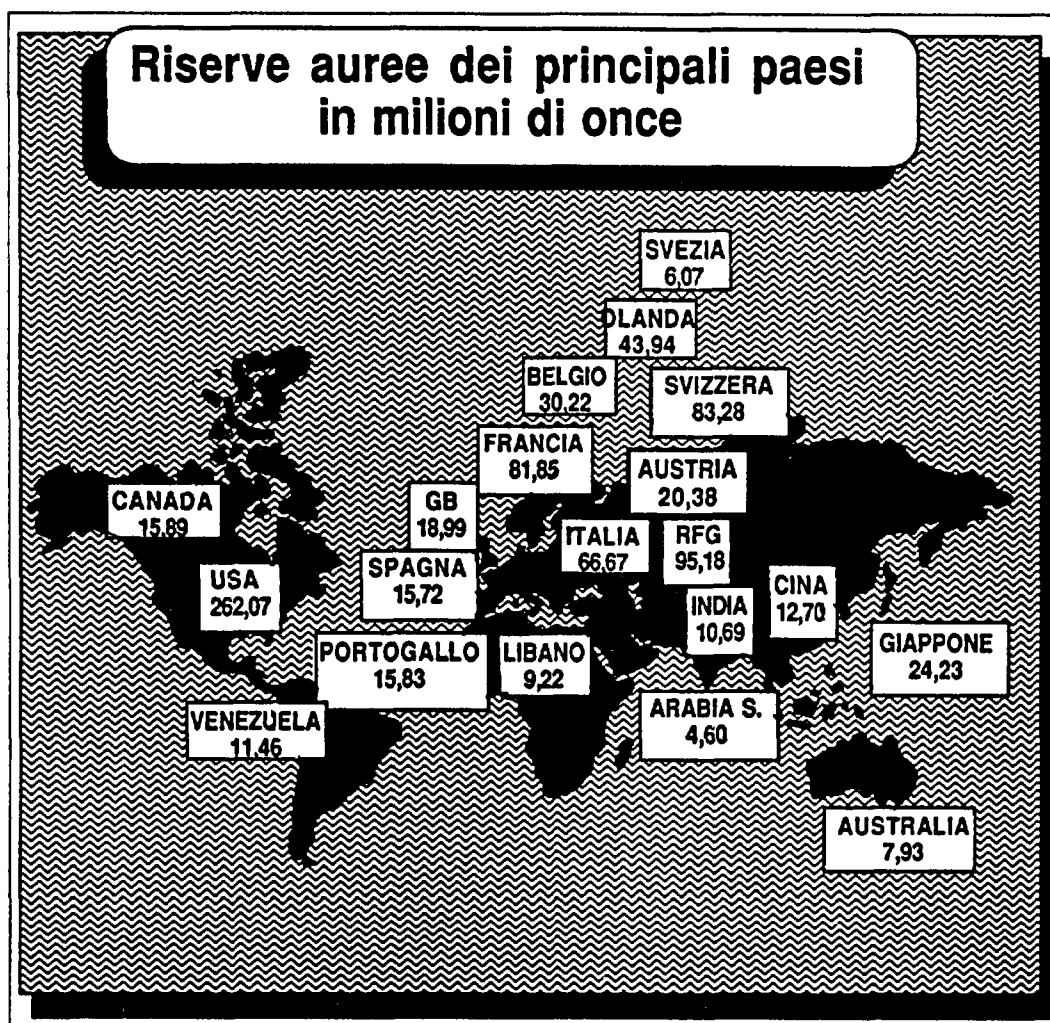 Riserve auree dei principali paesi
in milioni di once
SVEZIA
6,07
OLANDA
43,94
BELGIO
30,22
SVIZZERA
83,28
FRANCIA
81,85
AUSTRIA
20,38
CANADA
15,89
GB
18,99
ITALIA
66,67
RFG
95,18
USA
262,07
SPAGNA
15,72
CINA
12,70
INDIA
10,69
PORTOGALLO
15,83
LIBANO
9,22
GIAPPONE
24,23
VENEZUELA
11,46
ARABIA S.
4,60
AUSTRALIA
7,93